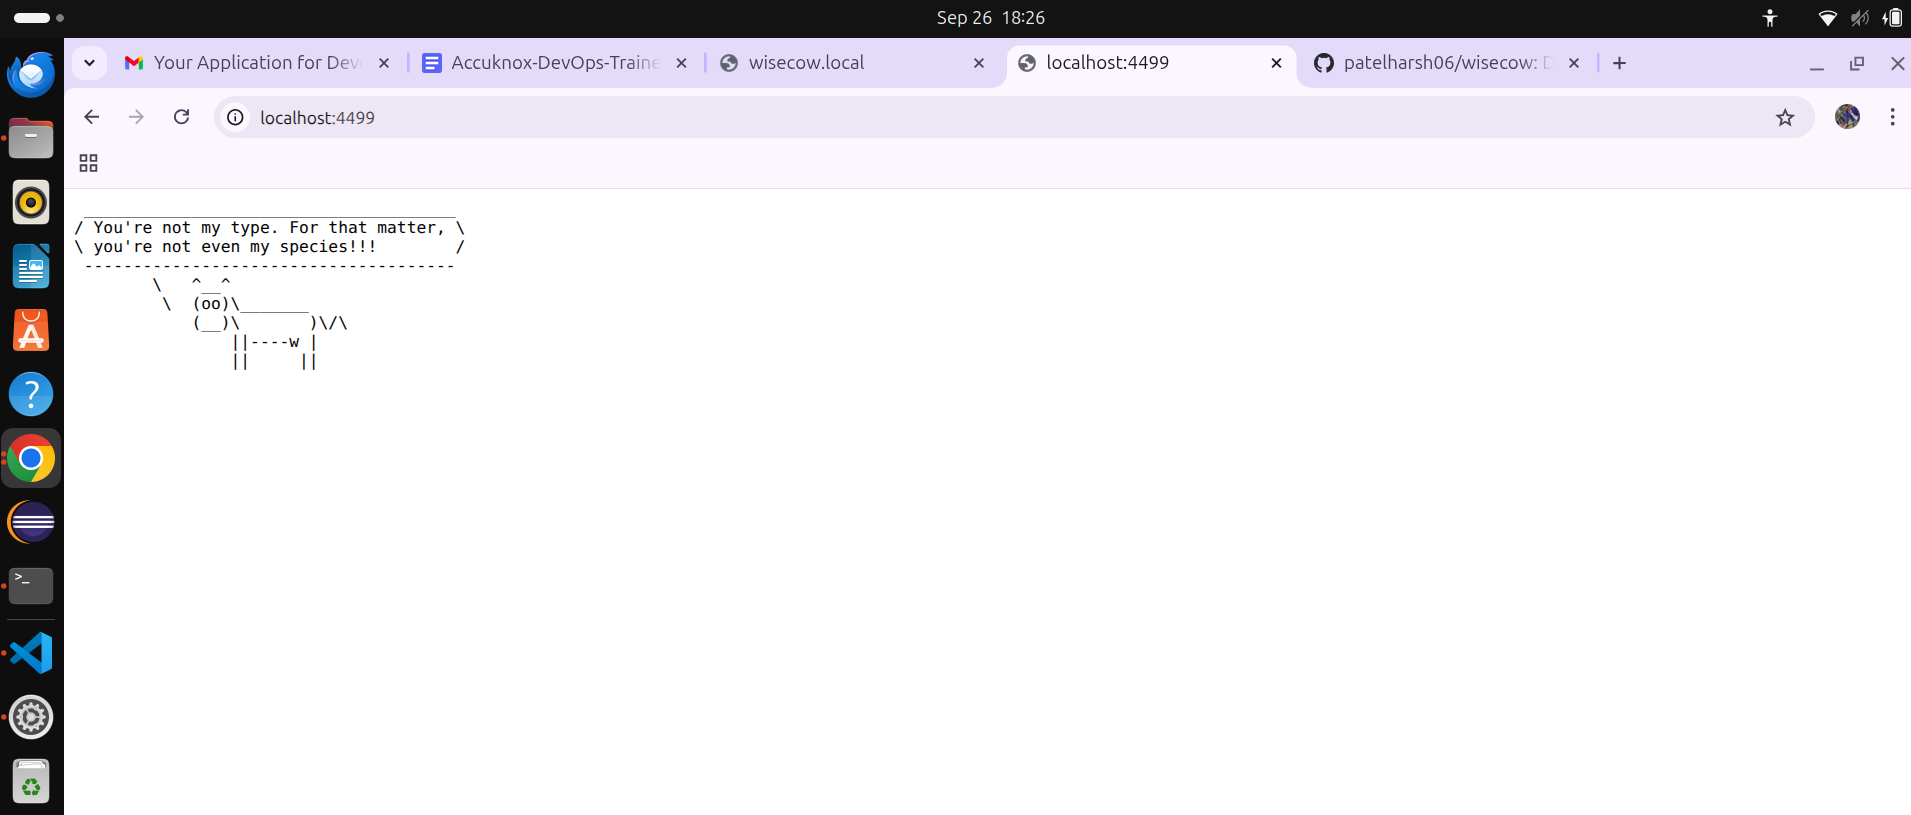 Sep 26 18:26
Your Application for Dev
Accuknox-DevOps-Traine
wisecow.local
localhost:4499
patelharsh06/wisecow: D
localhost:4499
 ______________________________________
/ You're not my type. For that matter, \
\ you're not even my species!!!        /
 --------------------------------------
        \   ^__^
         \  (oo)\_______
            (__)\       )\/\
                ||----w |
                ||     ||